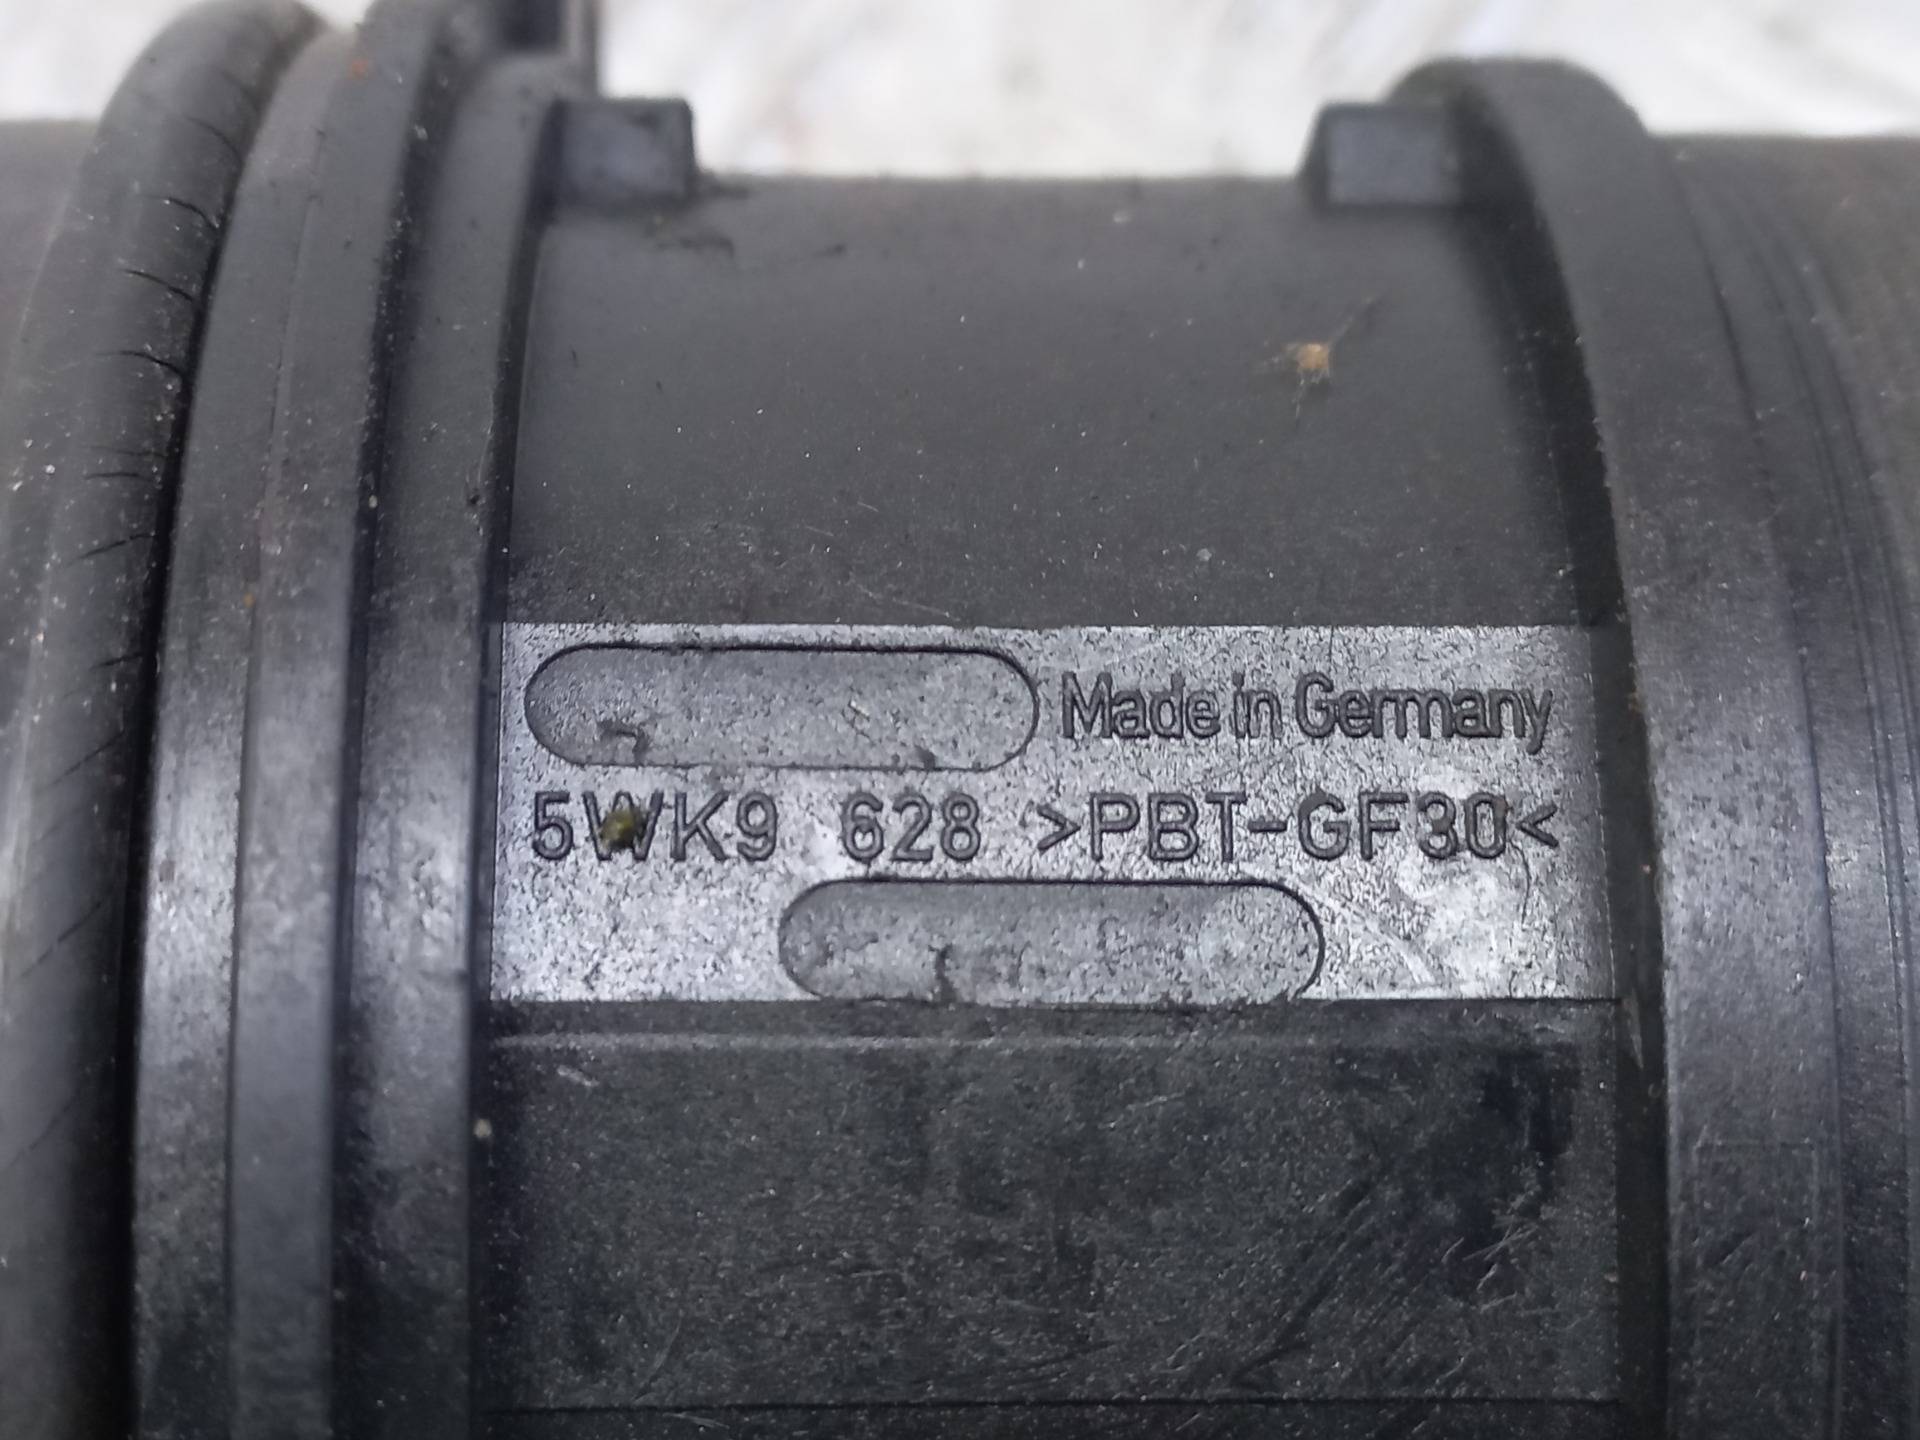 Made in Germany
5WK9 628 >PBT-GF30<